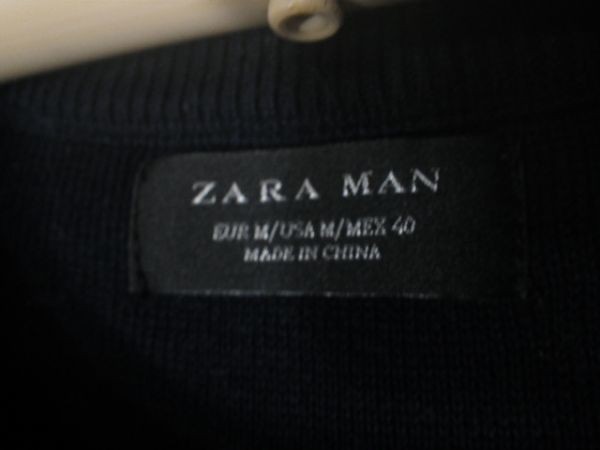 ZARA MAN
EUR M/USA M/MEX 40
MADE IN CHINA